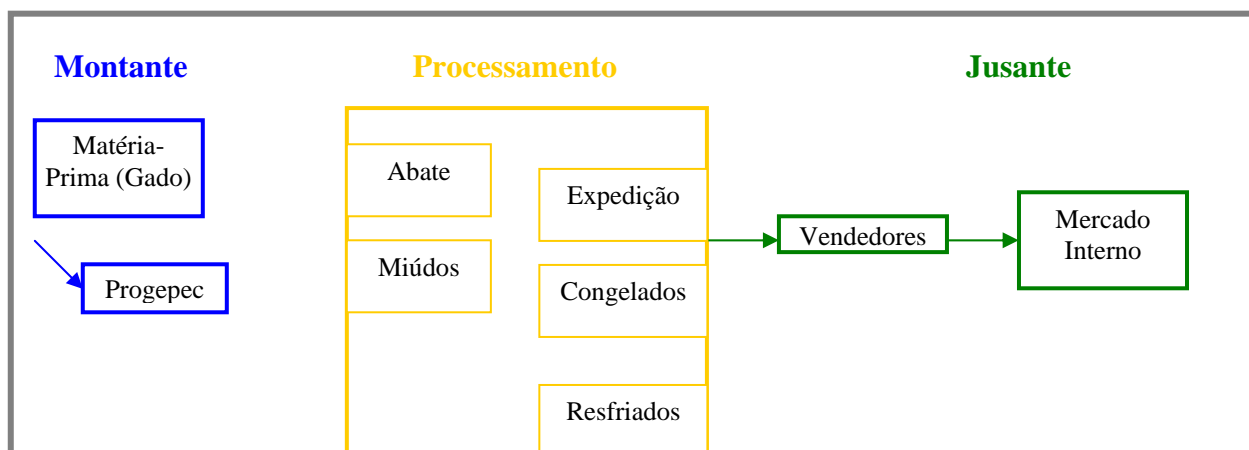 Montante
Processamento
Jusante
Matéria-
Prima (Gado)
Progepec
Abate
Miúdos
Expedição
Congelados
Resfriados
Vendedores
Mercado
Interno